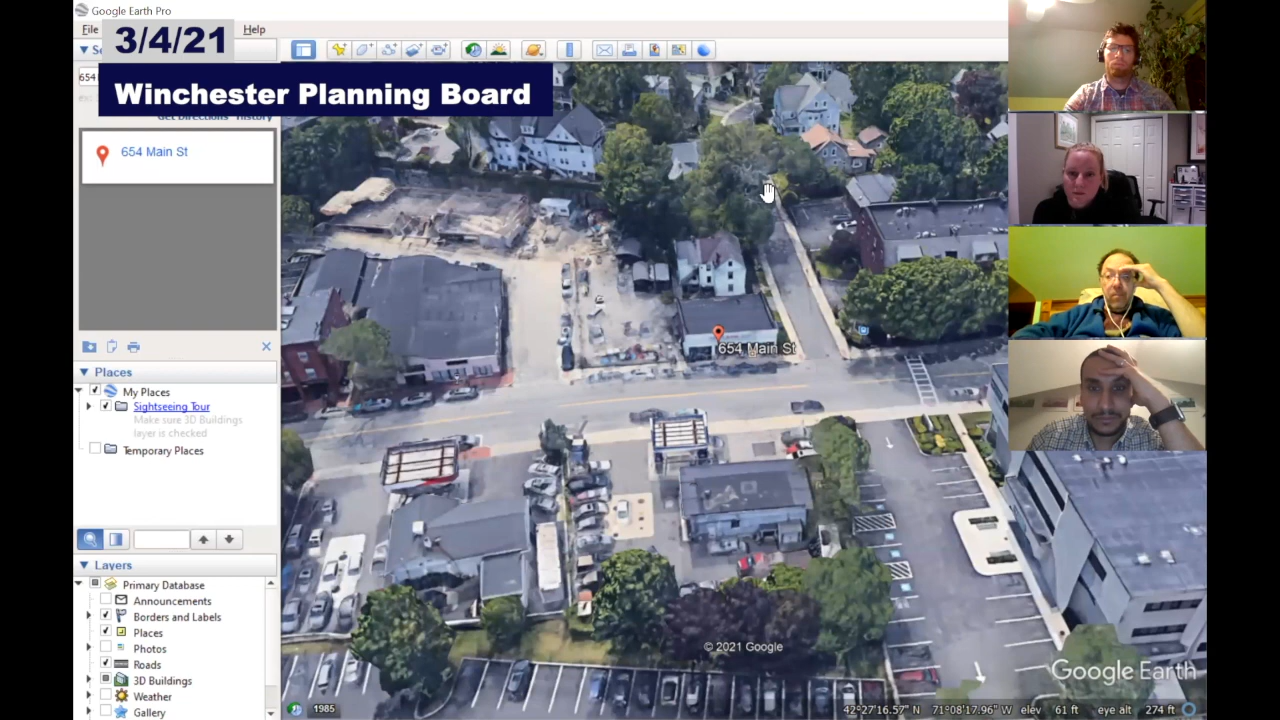 Google Earth Pro
File
Help
3/4/21
Winchester Planning Board
654
Get Directions History
654 Main St
654 Main St
Places
My Places
Sightseeing Tour
Make sure 3D Buildings
layer is checked
Temporary Places
Layers
Primary Database
Announcements
Borders and Labels
Places
Photos
Roads
3D Buildings
Weather
Gallery
© 2021 Google
Google Earth
1985
42°27'16.57" N 71°08'17.96" W elev 61 ft eye alt 274 ft